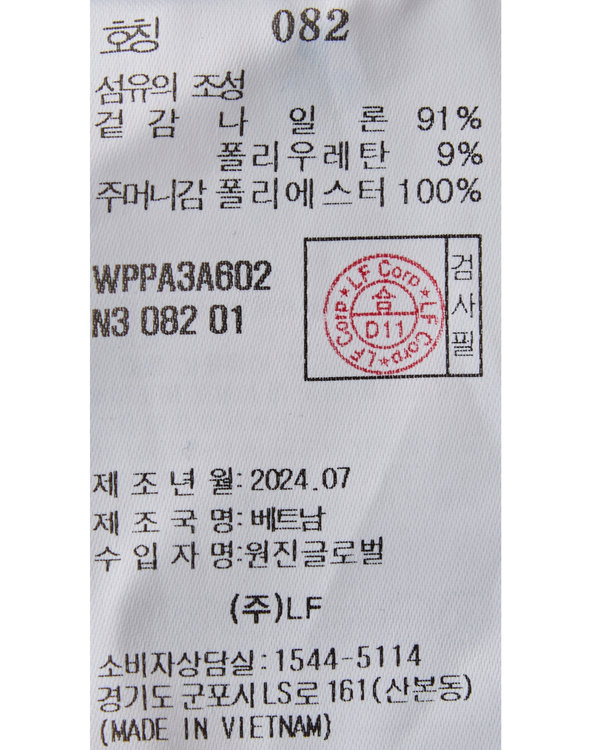 호칭 082
섬유의 조성
겉감 나일론 91%
폴리우레탄 9%
주머니감 폴리에스터 100%
WPPA3A602
N3 082 01
LF Corp★LF Corp★LF Corp★
合
D11
검사필
제조년월: 2024.07
제조국명: 베트남
수입자명:원진글로벌
(주)LF
소비자상담실:1544-5114
경기도 군포시 LS로 161(산본동)
(MADE IN VIETNAM)